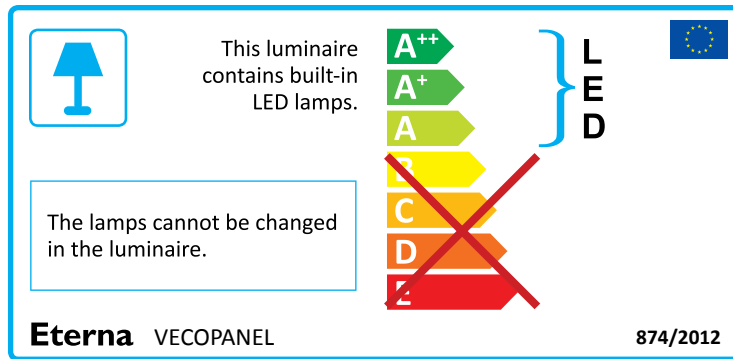 This luminaire
contains built-in
LED lamps.
A++
A+
A
B
C
D
E
L
E
D
The lamps cannot be changed
in the luminaire.
Eterna VECOPANEL
874/2012